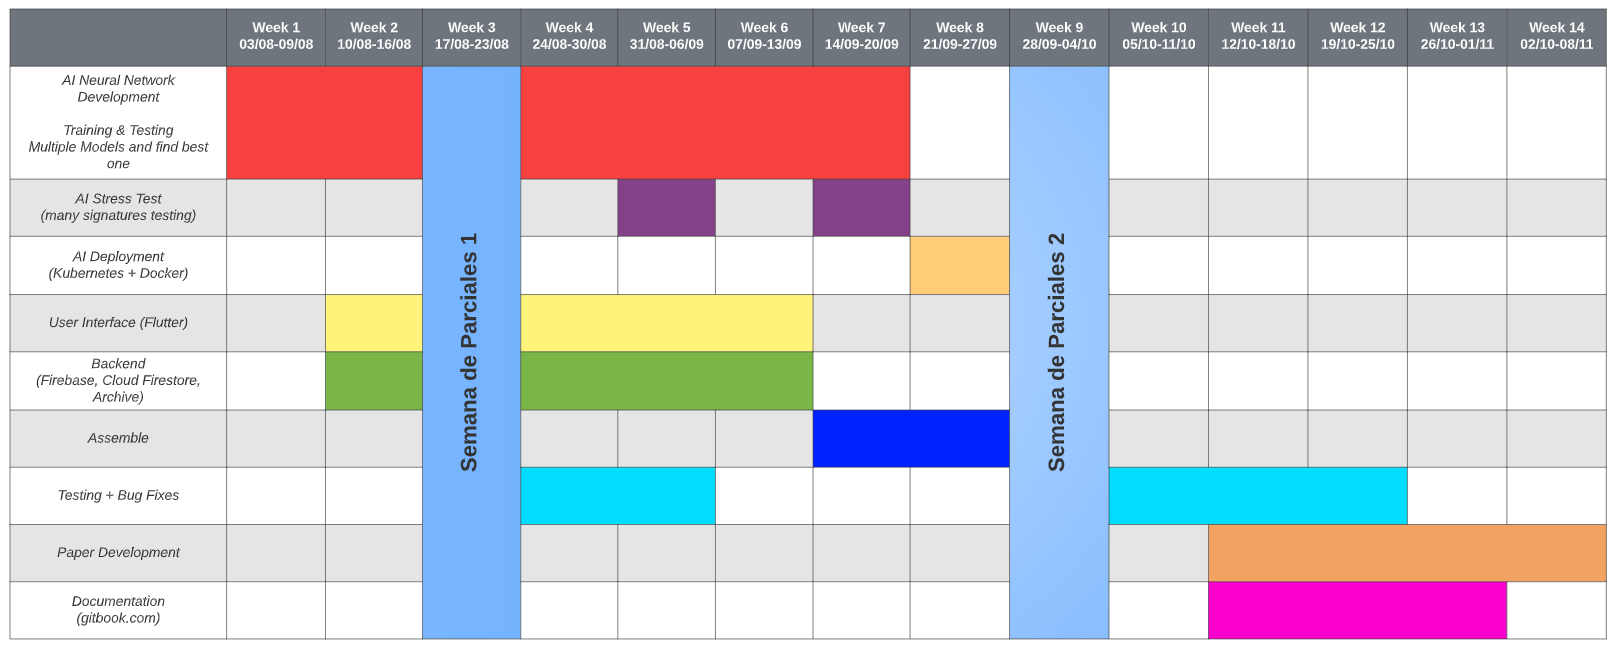 Week 1
03/08-09/08
Week 2
10/08-16/08
Week 3
17/08-23/08
Week 4
24/08-30/08
Week 5
31/08-06/09
Week 6
07/09-13/09
Week 7
14/09-20/09
Week 8
21/09-27/09
Week 9
28/09-04/10
Week 10
05/10-11/10
Week 11
12/10-18/10
Week 12
19/10-25/10
Week 13
26/10-01/11
Week 14
02/10-08/11
AI Neural Network
Development
Training & Testing
Multiple Models and find best
one
AI Stress Test
(many signatures testing)
AI Deployment
(Kubernetes + Docker)
User Interface (Flutter)
Backend
(Firebase, Cloud Firestore,
Archive)
Assemble
Testing + Bug Fixes
Paper Development
Documentation
(gitbook.com)
Semana de Parciales 1
Semana de Parciales 2